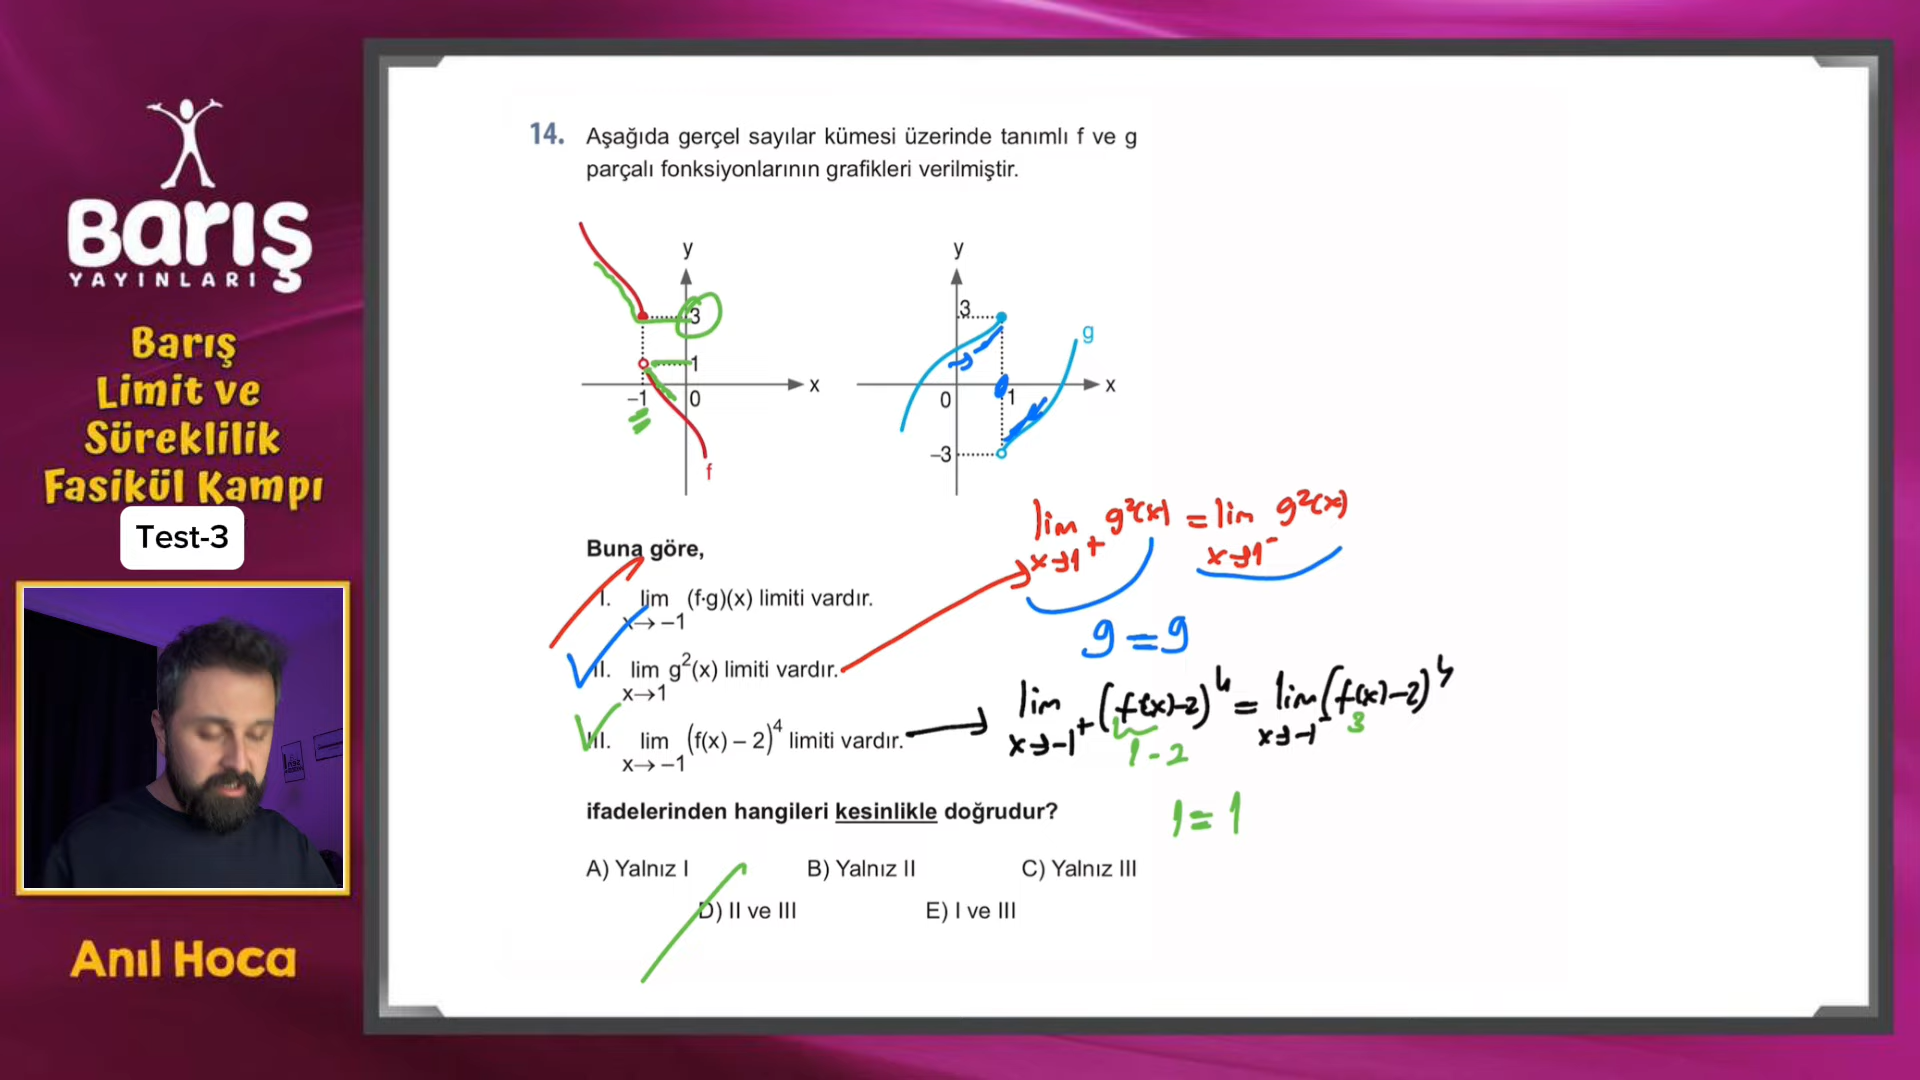 Barış
YAYINLARI
Barış
Limit ve
Süreklilik
Fasikül Kampı
Test-3
Anıl Hoca
14. Aşağıda gerçel sayılar kümesi üzerinde tanımlı f ve g
parçalı fonksiyonlarının grafikleri verilmiştir.
y
3
1
x
−1
0
f
y
3
g
x
0
1
−3
Buna göre,
I. lim x→ −1 (f·g)(x) limiti vardır.
II. lim x→1 g²(x) limiti vardır.
III. lim x→ −1 (f(x) – 2)⁴ limiti vardır.
ifadelerinden hangileri kesinlikle doğrudur?
A) Yalnız I B) Yalnız II C) Yalnız III
D) II ve III E) I ve III
lim x→1⁺ g²(x) = lim x→1⁻ g²(x)
9 = 9
lim x→-1⁺ (f(x)-2)⁴ = lim x→-1⁻ (f(x)-2)⁴
1-2
3
1 = 1